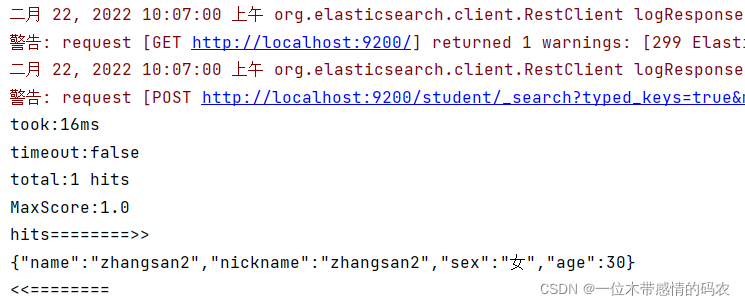 二月 22, 2022 10:07:00 上午 org.elasticsearch.client.RestClient logResponse
警告: request [GET http://localhost:9200/] returned 1 warnings: [299 Elasti
二月 22, 2022 10:07:00 上午 org.elasticsearch.client.RestClient logResponse
警告: request [POST http://localhost:9200/student/_search?typed_keys=true&
took:16ms
timeout:false
total:1 hits
MaxScore:1.0
hits========>>
{"name":"zhangsan2","nickname":"zhangsan2","sex":"女","age":30}
<<========
CSDN @一位木带感情的码农